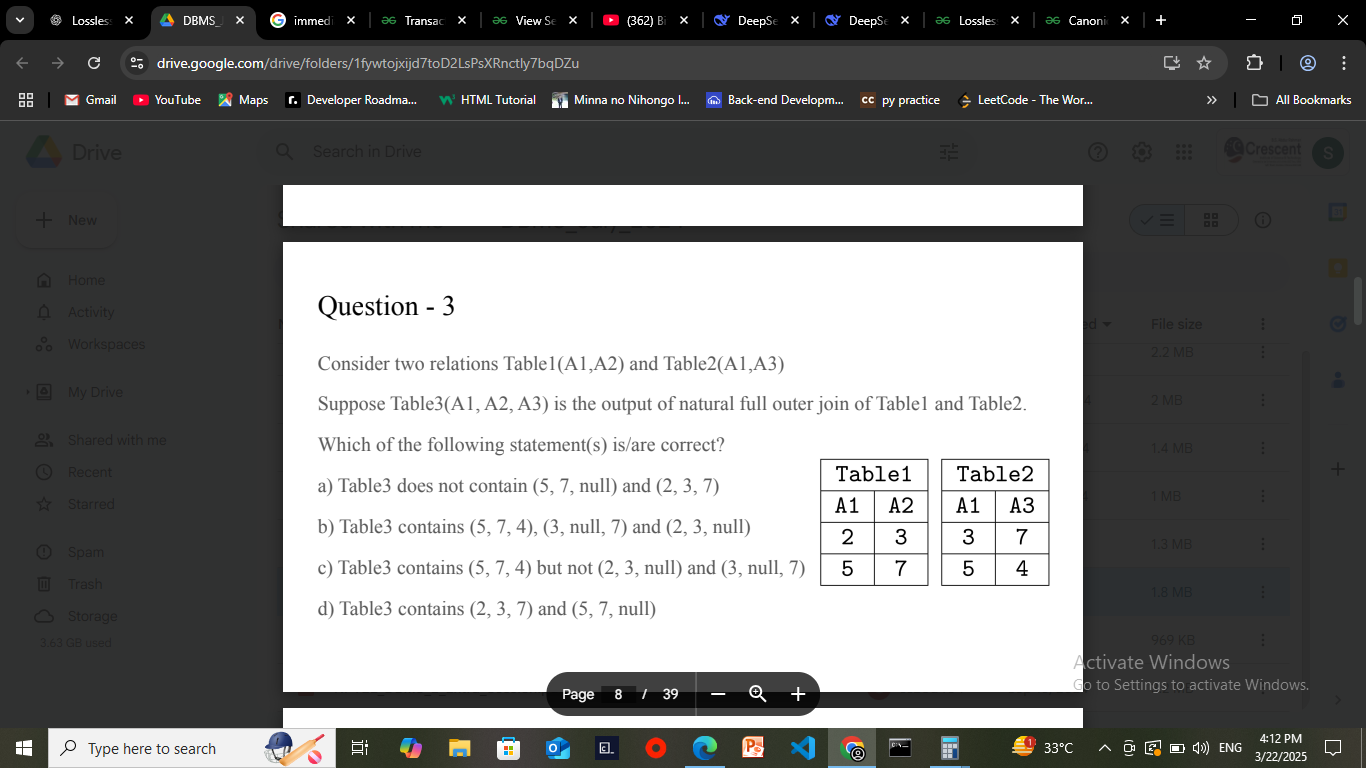 Lossless
DBMS_
immedi
Transac
View Se
(362) Bi
DeepSe
DeepSe
Lossles
Canoni
drive.google.com/drive/folders/1fywtojxijd7toD2LsPsXRnctly7bqDZu
Gmail YouTube Maps r. Developer Roadma... HTML Tutorial Minna no Nihongo l... Back-end Developm... cc py practice LeetCode - The Wor... » All Bookmarks
Drive Search in Drive Crescent S
New
Home
Activity
Workspaces
My Drive
Shared with me
Recent
Starred
Spam
Trash
Storage
3.63 GB used
File size
2.2 MB
2 MB
1.4 MB
1 MB
1.3 MB
1.8 MB
969 KB
Question - 3
Consider two relations Table1(A1,A2) and Table2(A1,A3)
Suppose Table3(A1, A2, A3) is the output of natural full outer join of Table1 and Table2.
Which of the following statement(s) is/are correct?
a) Table3 does not contain (5, 7, null) and (2, 3, 7)
b) Table3 contains (5, 7, 4), (3, null, 7) and (2, 3, null)
c) Table3 contains (5, 7, 4) but not (2, 3, null) and (3, null, 7)
d) Table3 contains (2, 3, 7) and (5, 7, null)
Table1
A1 A2
2 3
5 7
Table2
A1 A3
3 7
5 4
Page 8 / 39
Activate Windows
Go to Settings to activate Windows.
Type here to search
1
33°C
ENG
4:12 PM
3/22/2025